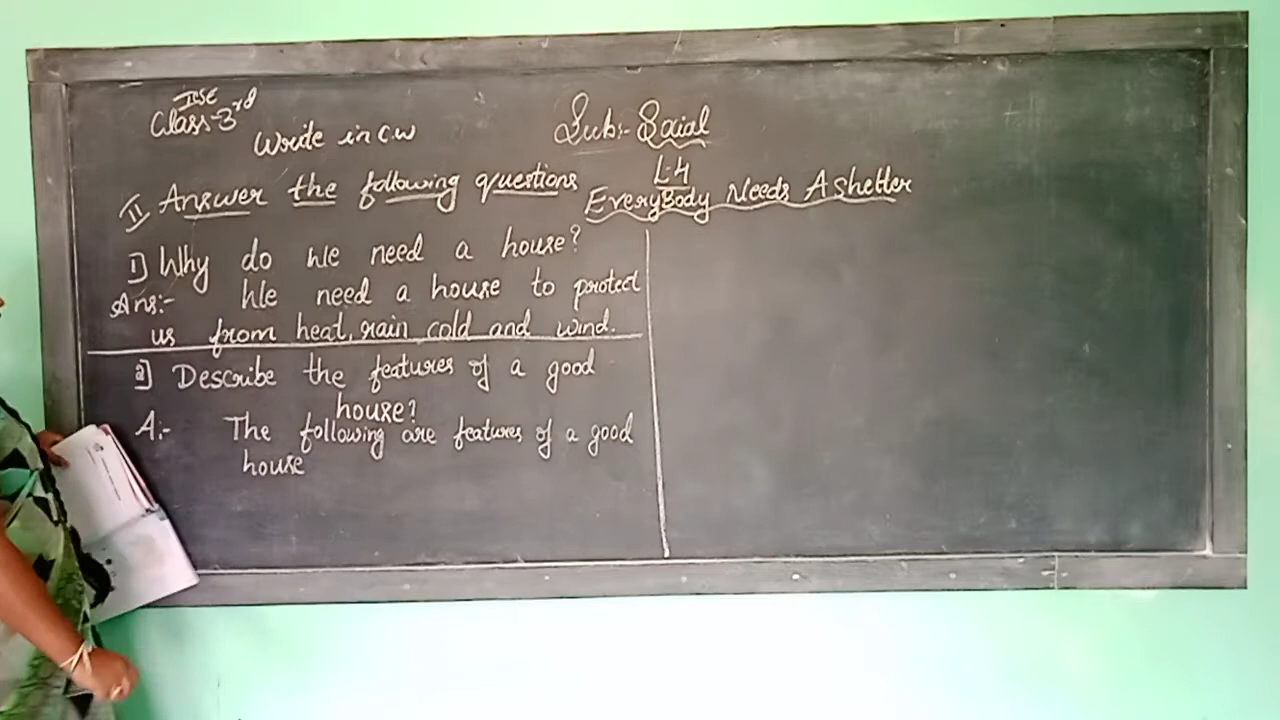 ICSE
Class-3rd
Write in c.w
Sub:- Soical
L.4
EveryBody Needs A shelter
II Answer the following questions
1] Why do We need a house?
Ans:- We need a house to protect
us from heat, rain cold and wind.
2] Describe the features of a good
house?
A:- The following are features of a good
house